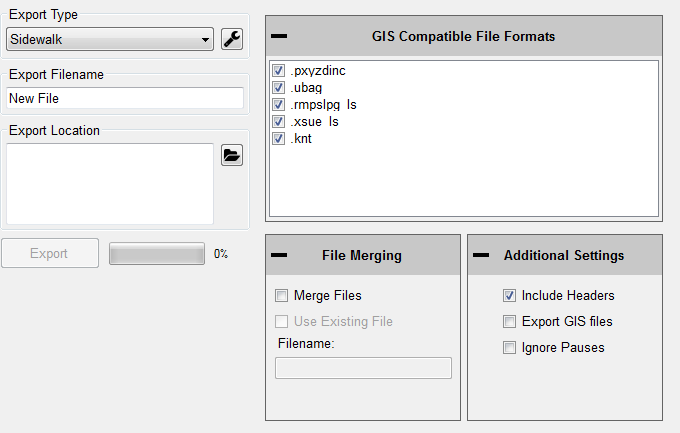 Export Type
Sidewalk
Export Filename
New File
Export Location
Export
0%
GIS Compatible File Formats
.pxyzdinc
.ubag
.rmpslpg_ls
.xsue_ls
.knt
File Merging
Merge Files
Use Existing File
Filename:
Additional Settings
Include Headers
Export GIS files
Ignore Pauses